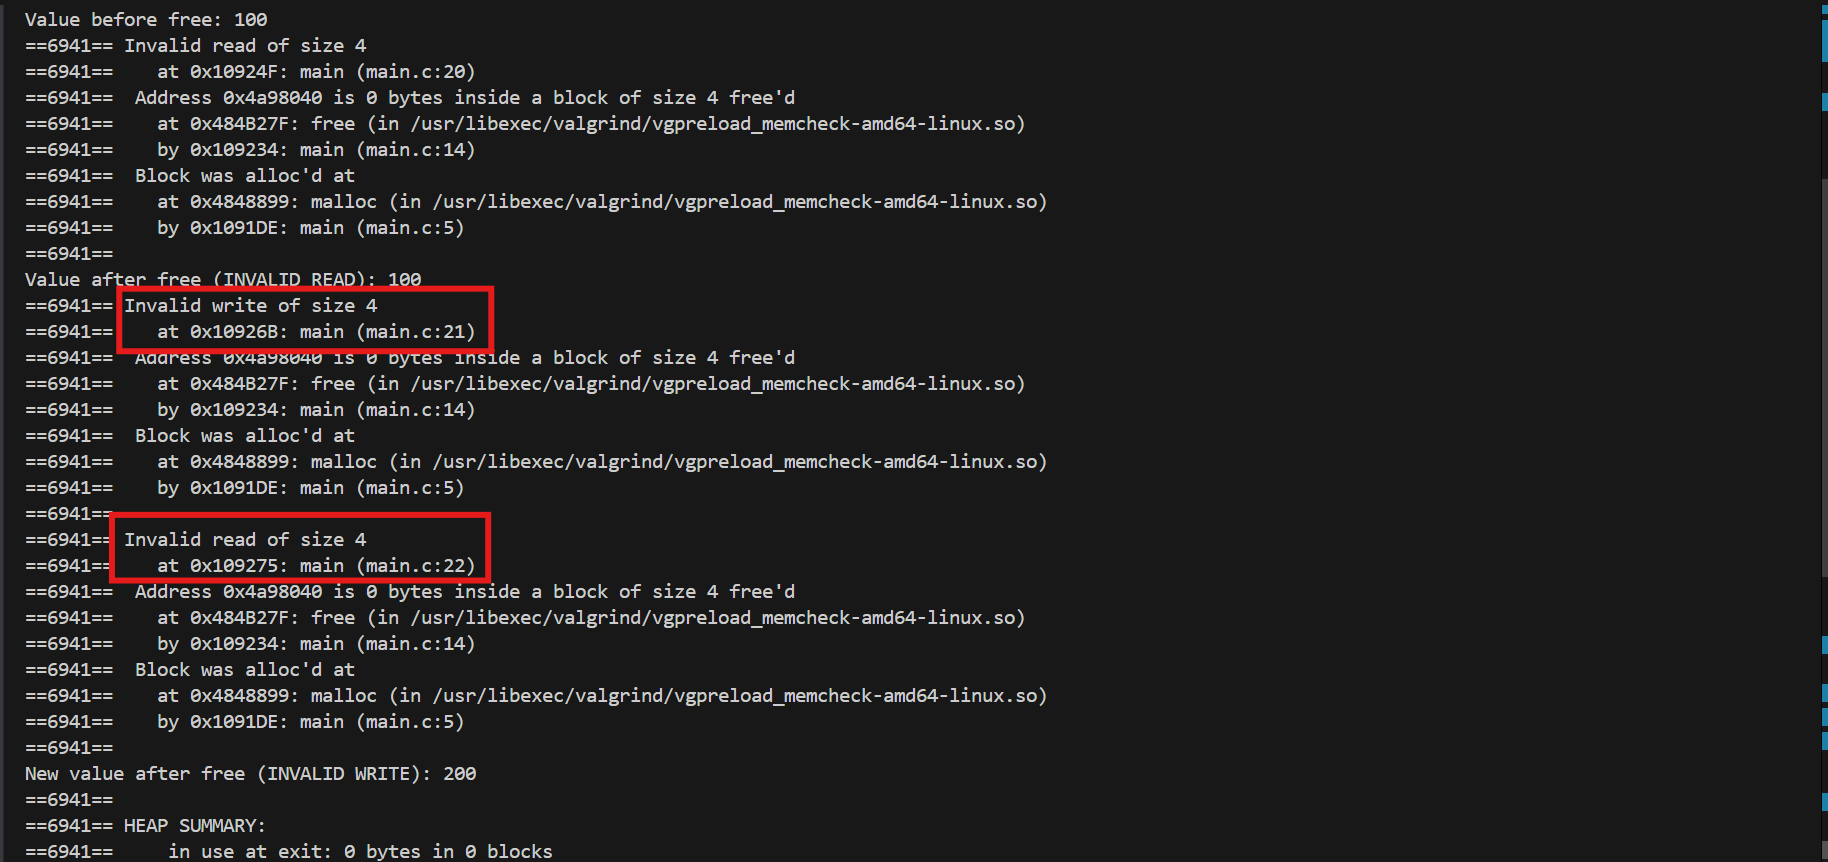 Value before free: 100
==6941== Invalid read of size 4
==6941==    at 0x10924F: main (main.c:20)
==6941==  Address 0x4a98040 is 0 bytes inside a block of size 4 free'd
==6941==    at 0x484B27F: free (in /usr/libexec/valgrind/vgpreload_memcheck-amd64-linux.so)
==6941==    by 0x109234: main (main.c:14)
==6941==  Block was alloc'd at
==6941==    at 0x4848899: malloc (in /usr/libexec/valgrind/vgpreload_memcheck-amd64-linux.so)
==6941==    by 0x1091DE: main (main.c:5)
==6941==
Value after free (INVALID READ): 100
==6941== Invalid write of size 4
==6941==    at 0x10926B: main (main.c:21)
==6941==  Address 0x4a98040 is 0 bytes inside a block of size 4 free'd
==6941==    at 0x484B27F: free (in /usr/libexec/valgrind/vgpreload_memcheck-amd64-linux.so)
==6941==    by 0x109234: main (main.c:14)
==6941==  Block was alloc'd at
==6941==    at 0x4848899: malloc (in /usr/libexec/valgrind/vgpreload_memcheck-amd64-linux.so)
==6941==    by 0x1091DE: main (main.c:5)
==6941==
==6941== Invalid read of size 4
==6941==    at 0x109275: main (main.c:22)
==6941==  Address 0x4a98040 is 0 bytes inside a block of size 4 free'd
==6941==    at 0x484B27F: free (in /usr/libexec/valgrind/vgpreload_memcheck-amd64-linux.so)
==6941==    by 0x109234: main (main.c:14)
==6941==  Block was alloc'd at
==6941==    at 0x4848899: malloc (in /usr/libexec/valgrind/vgpreload_memcheck-amd64-linux.so)
==6941==    by 0x1091DE: main (main.c:5)
==6941==
New value after free (INVALID WRITE): 200
==6941==
==6941== HEAP SUMMARY:
==6941==     in use at exit: 0 bytes in 0 blocks